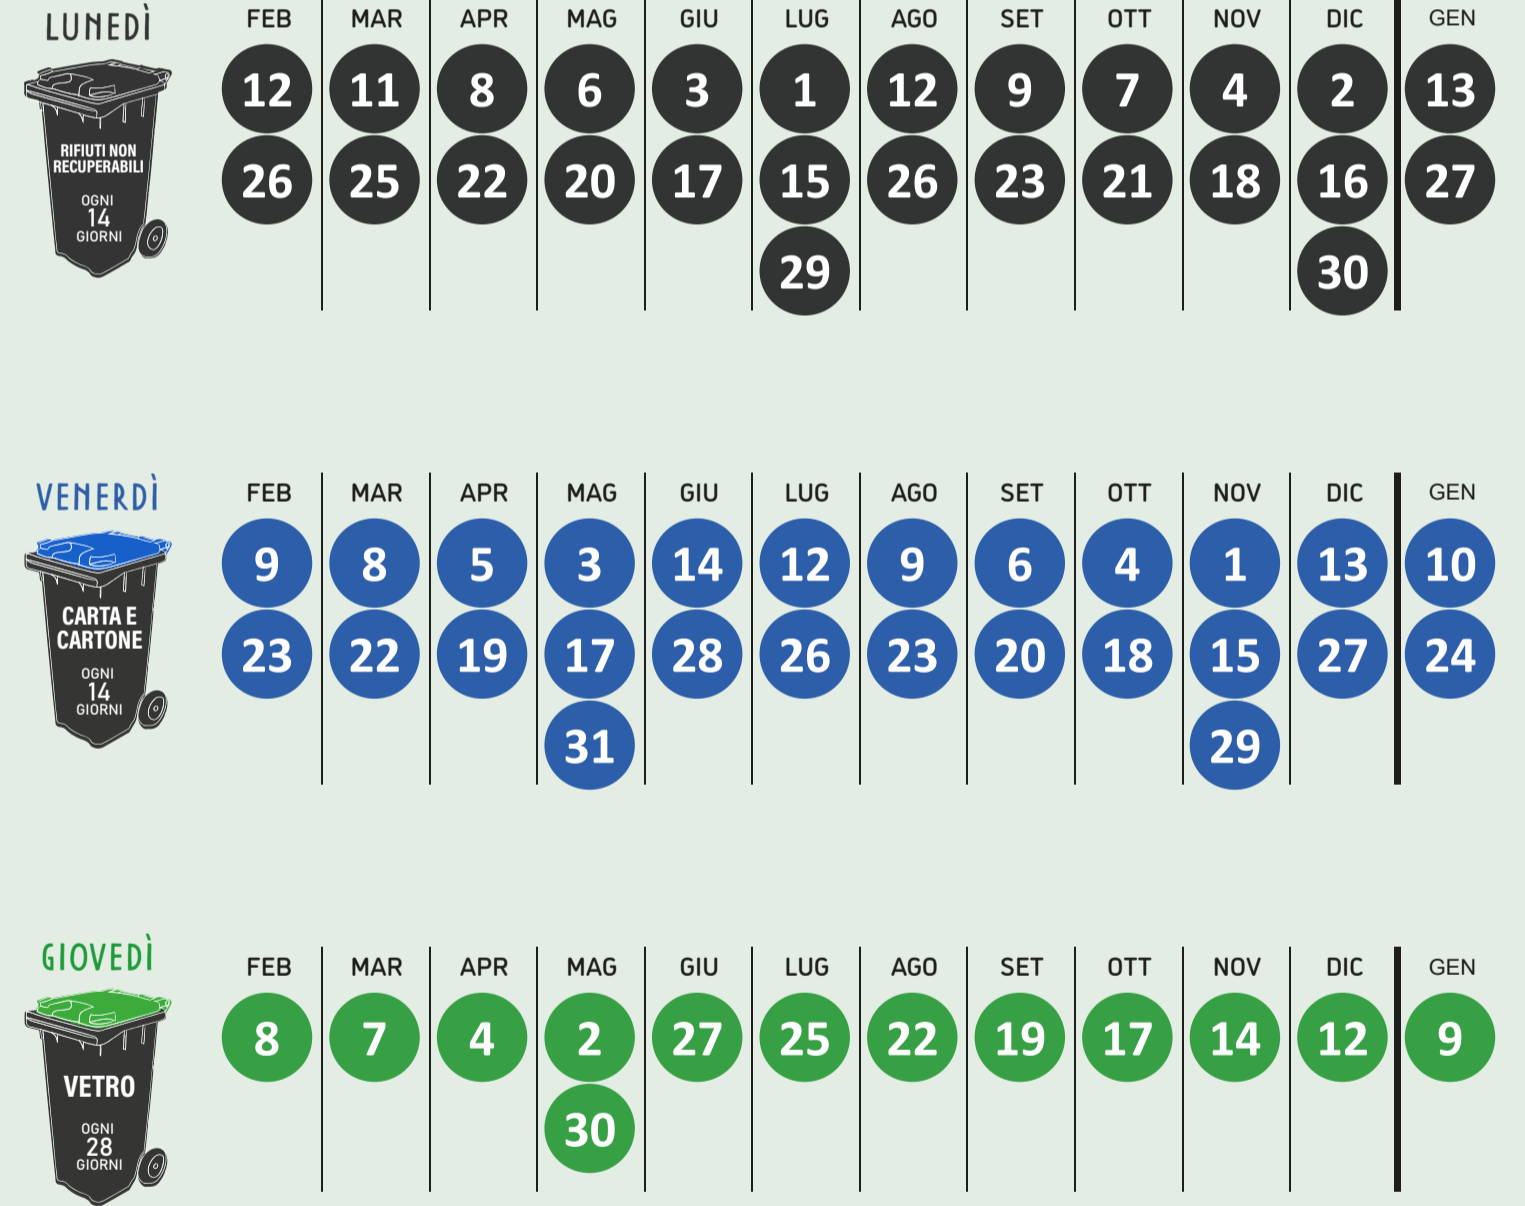 LUNEDÌ
FEB MAR APR MAG GIU LUG AGO SET OTT NOV DIC GEN
12 11 8 6 3 1 12 9 7 4 2 13
RIFIUTI NON
RECUPERABILI
26 25 22 20 17 15 26 23 21 18 16 27
OGNI
14
GIORNI
29 30
VENERDÌ
FEB MAR APR MAG GIU LUG AGO SET OTT NOV DIC GEN
9 8 5 3 14 12 9 6 4 1 13 10
CARTA E
CARTONE
23 22 19 17 28 26 23 20 18 15 27 24
OGNI
14
GIORNI
31 29
GIOVEDÌ
FEB MAR APR MAG GIU LUG AGO SET OTT NOV DIC GEN
8 7 4 2 27 25 22 19 17 14 12 9
VETRO
30
OGNI
28
GIORNI